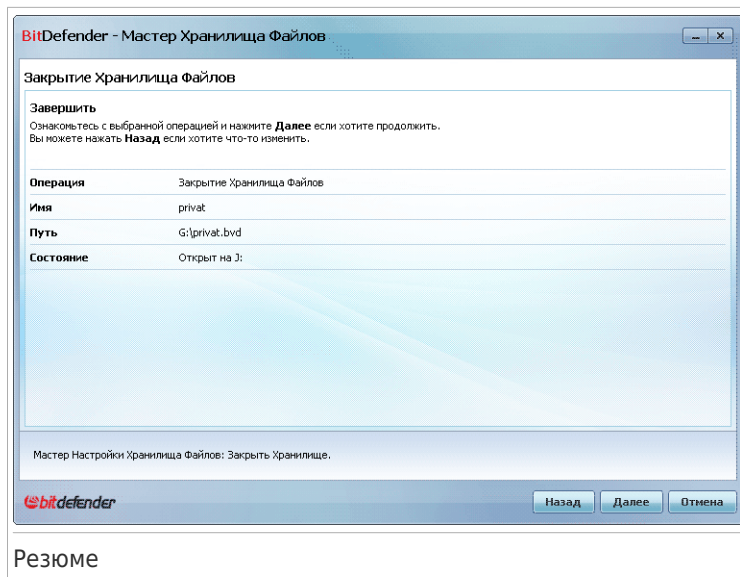 BitDefender - Мастер Хранилища Файлов
Закрытие Хранилища Файлов
Завершить
Ознакомьтесь с выбранной операцией и нажмите Далее если хотите продолжить.
Вы можете нажать Назад если хотите что-то изменить.
Операция Закрытие Хранилища Файлов
Имя privat
Путь G:\privat.bvd
Состояние Открыт на J:
Мастер Настройки Хранилища Файлов: Закрыть Хранилище.
bitdefender Назад Далее Отмена
Резюме